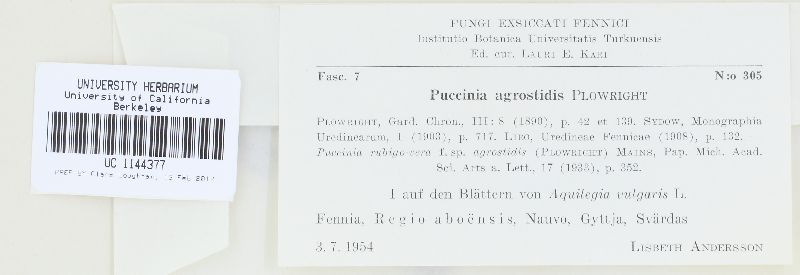 UNIVERSITY HERBARIUM
University of California
Berkeley
UC 1144377
FUNGI EXSICCATI FENNICI
Institutio Botanica Universitatis Turkuensis
Ed. cur. LAURI E. KARI
Fasc. 7 N:o 305
Puccinia agrostidis PLOWRIGHT
PLOWRIGHT, Gard. Chron., III: 8 (1890), p. 42 et 139. SYDOW, Monographia
Uredinearum, I (1903), p. 717. LIRO, Uredineae Fennicae (1908), p. 132.
Puccinia rubigo-vera f. sp. agrostidis (PLOWRIGHT) MAINS, Pap. Mich. Acad.
Sci. Arts a. Lett., 17 (1933), p. 352.
I auf den Blättern von Aquilegia vulgaris L.
Fennia, Regio aboënsis, Nauvo, Gyttja, Svärdas
3. 7. 1954 LISBETH ANDERSSON